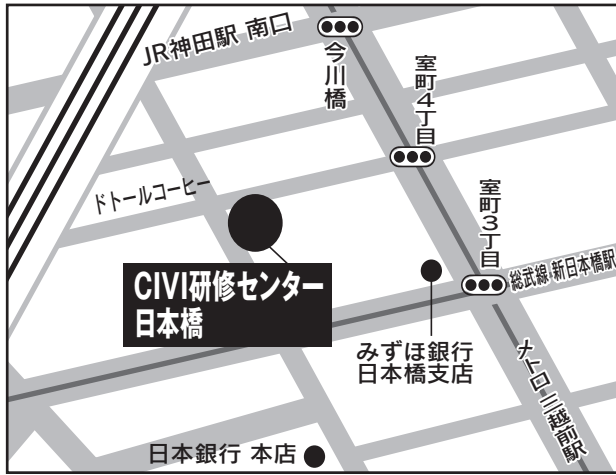 JR神田駅 南口
今川橋
室町4丁目
ドトールコーヒー
室町3丁目
総武線 新日本橋駅
CIVI研修センター
日本橋
みずほ銀行
日本橋支店
メトロ 三越前駅
日本銀行 本店